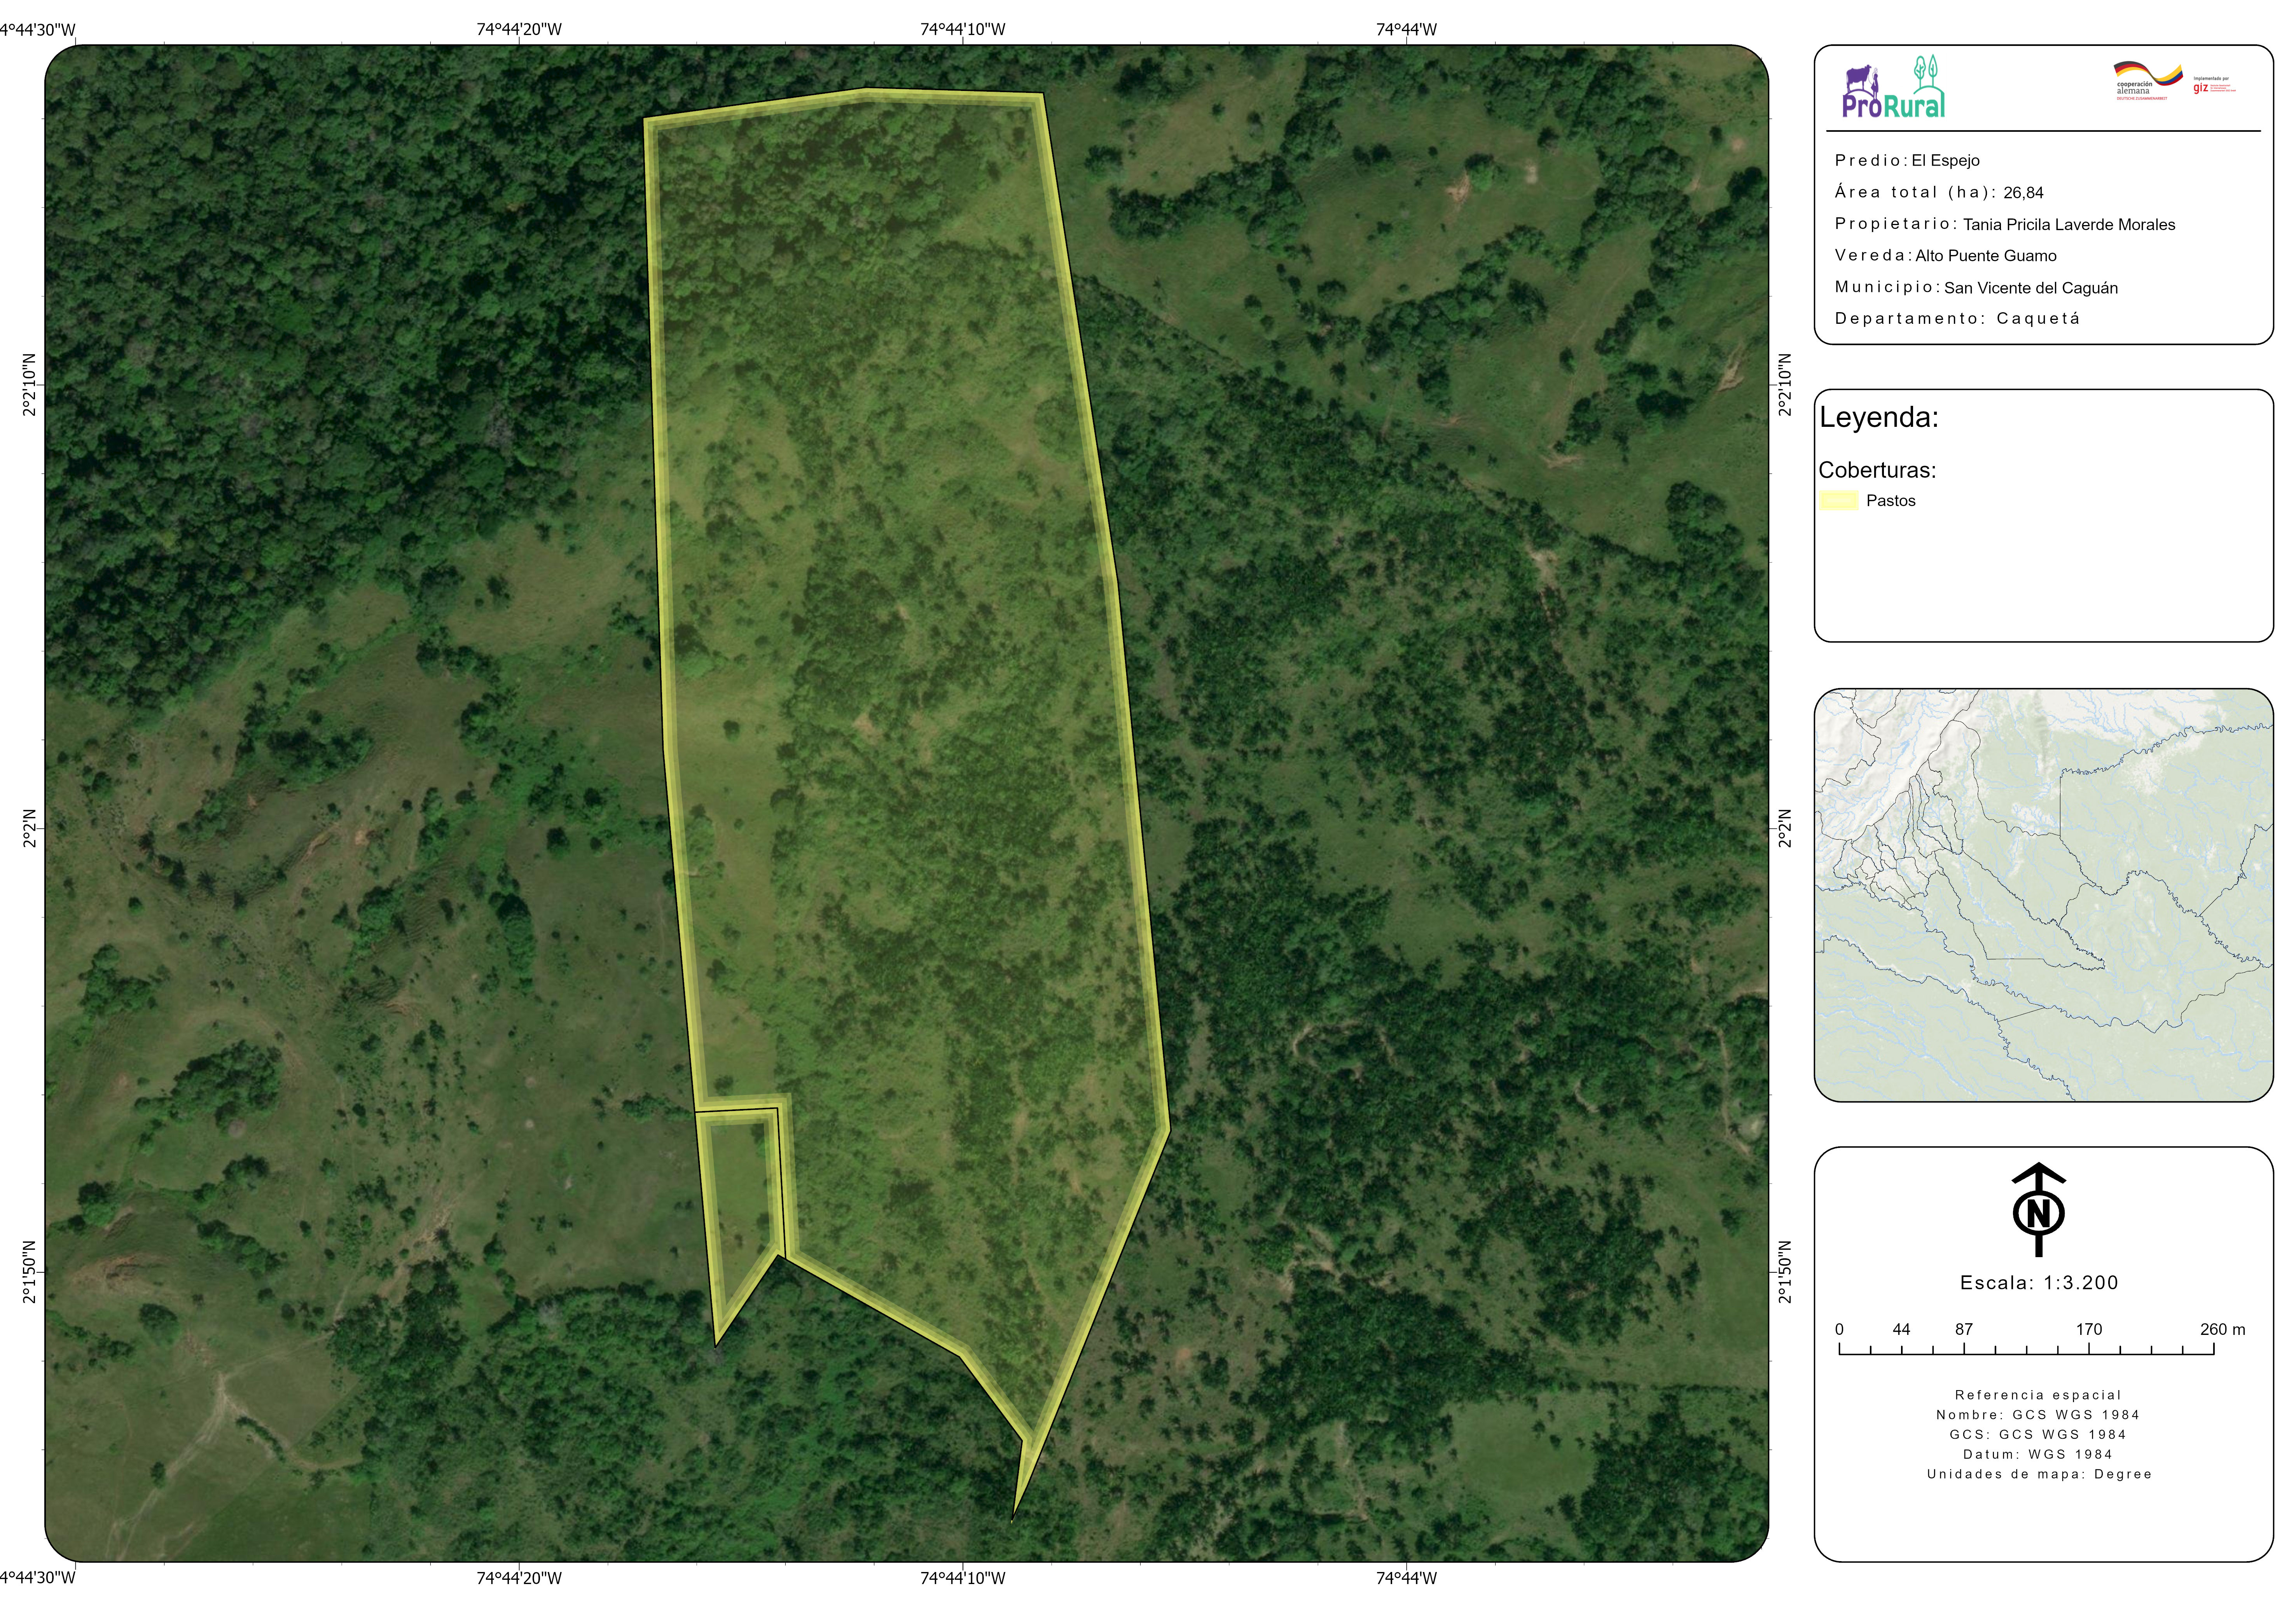 4°44'30"W
74°44'20"W
74°44'10"W
74°44'W
2°2'10"N
2°2'N
2°1'50"N
2°2'10"N
2°2'N
2°1'50"N
4°44'30"W
74°44'20"W
74°44'10"W
74°44'W
ProRural
cooperación
alemana
DEUTSCHE ZUSAMMENARBEIT
Implementada por
giz
Predio: El Espejo
Área total (ha): 26,84
Propietario: Tania Pricila Laverde Morales
Vereda: Alto Puente Guamo
Municipio: San Vicente del Caguán
Departamento: Caquetá
Leyenda:
Coberturas:
Pastos
N
Escala: 1:3.200
0 44 87 170 260 m
Referencia espacial
Nombre: GCS WGS 1984
GCS: GCS WGS 1984
Datum: WGS 1984
Unidades de mapa: Degree